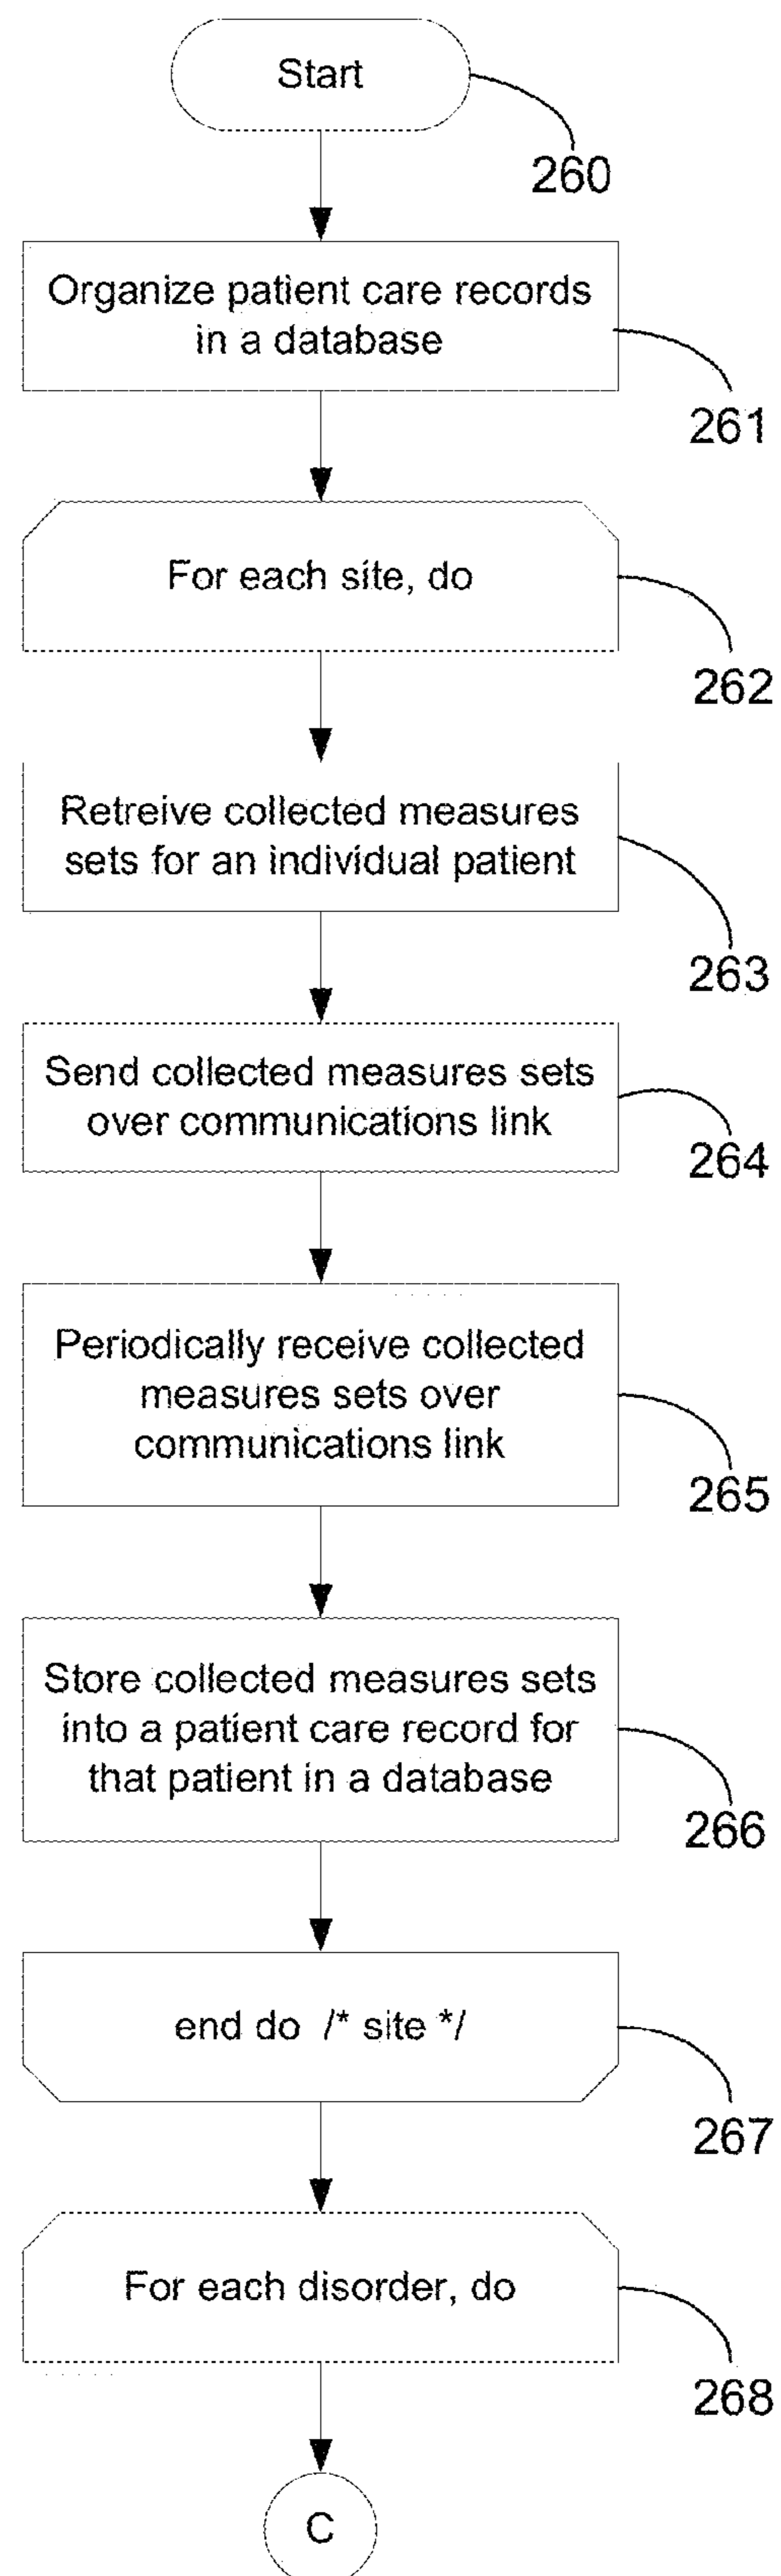 Start
260
Organize patient care records
in a database
261
For each site, do
262
Retreive collected measures
sets for an individual patient
263
Send collected measures sets
over communications link
264
Periodically receive collected
measures sets over
communications link
265
Store collected measures sets
into a patient care record for
that patient in a database
266
end do /* site */
267
For each disorder, do
268
C